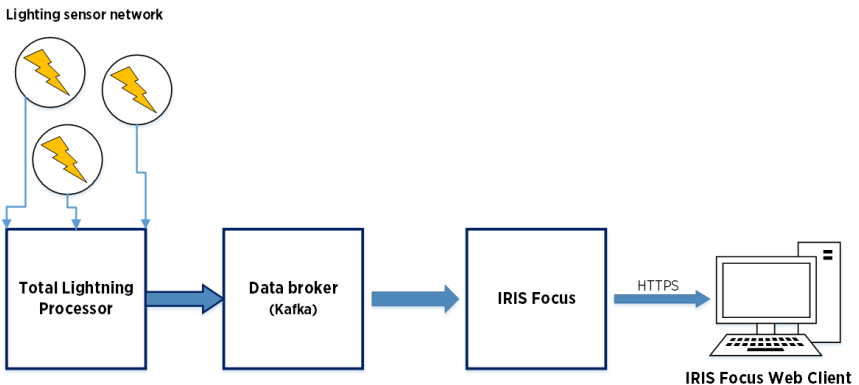 Lighting sensor network
Total Lightning
Processor
Data broker
(Kafka)
IRIS Focus
HTTPS
IRIS Focus Web Client